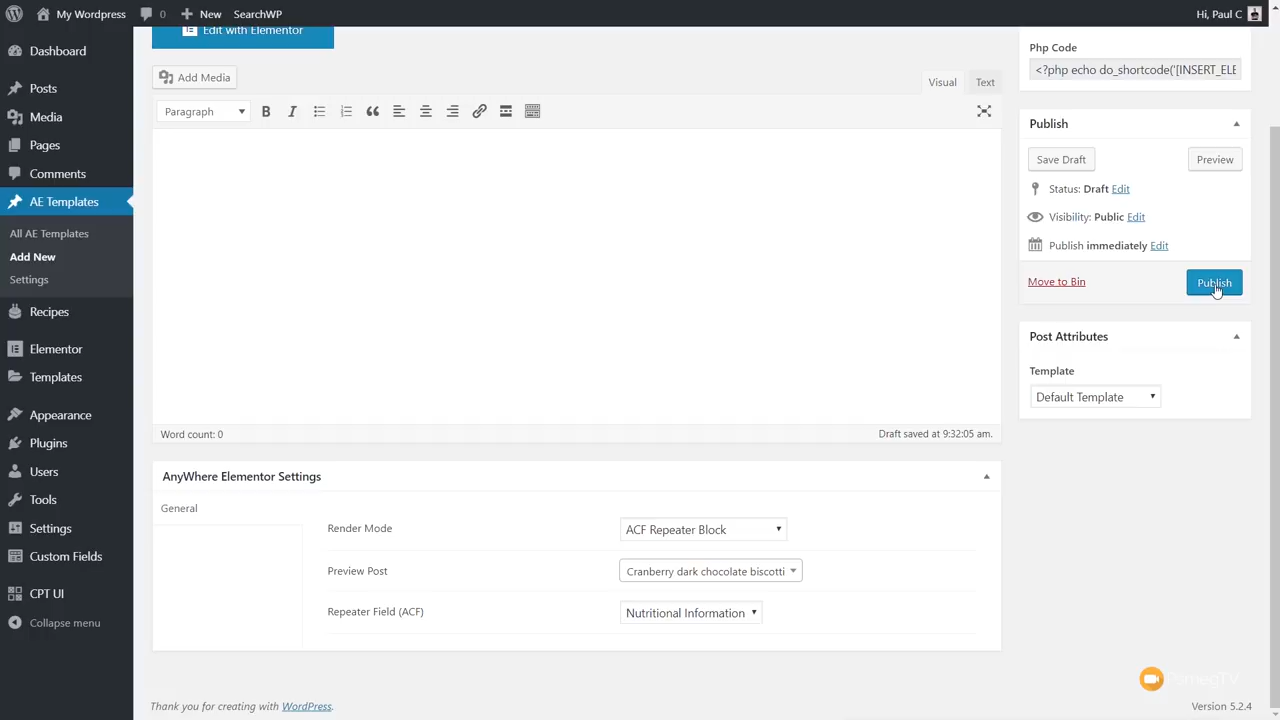 My WordPress 0 New SearchWP Hi, Paul C
Dashboard
Posts
Media
Pages
Comments
AE Templates
All AE Templates
Add New
Settings
Recipes
Elementor
Templates
Appearance
Plugins
Users
Tools
Settings
Custom Fields
CPT UI
Collapse menu
Edit with Elementor
Add Media
Visual Text
Paragraph
Word count: 0 Draft saved at 9:32:05 am.
AnyWhere Elementor Settings
General
Render Mode ACF Repeater Block
Preview Post Cranberry dark chocolate biscotti
Repeater Field (ACF) Nutritional Information
Php Code
<?php echo do_shortcode('[INSERT_ELE
Publish
Save Draft Preview
Status: Draft Edit
Visibility: Public Edit
Publish immediately Edit
Move to Bin Publish
Post Attributes
Template
Default Template
PsmegTV
Thank you for creating with WordPress. Version 5.2.4